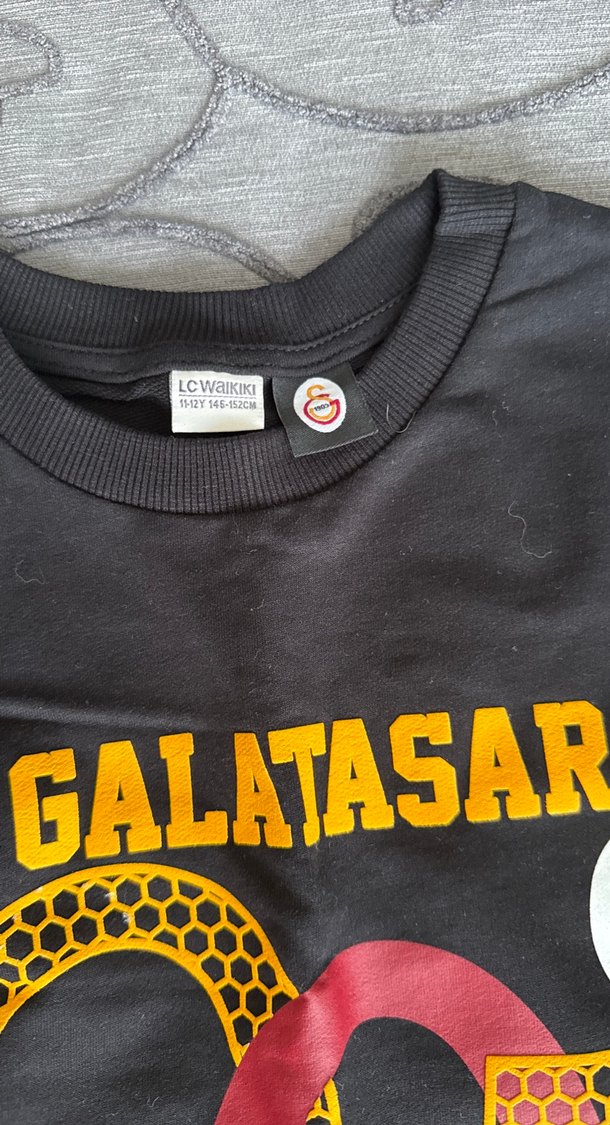 LC WAIKIKI
11-12Y 146-152CM
1905
GALATASAR